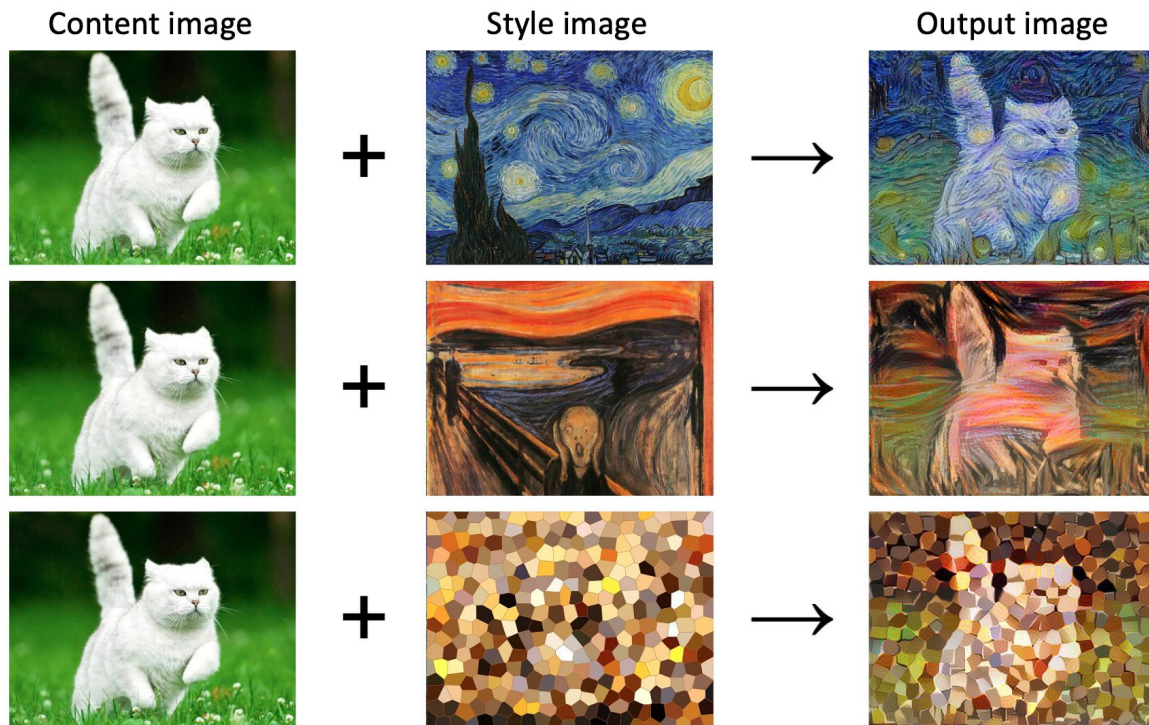 Content image
Style image
Output image
+
→
+
→
+
→